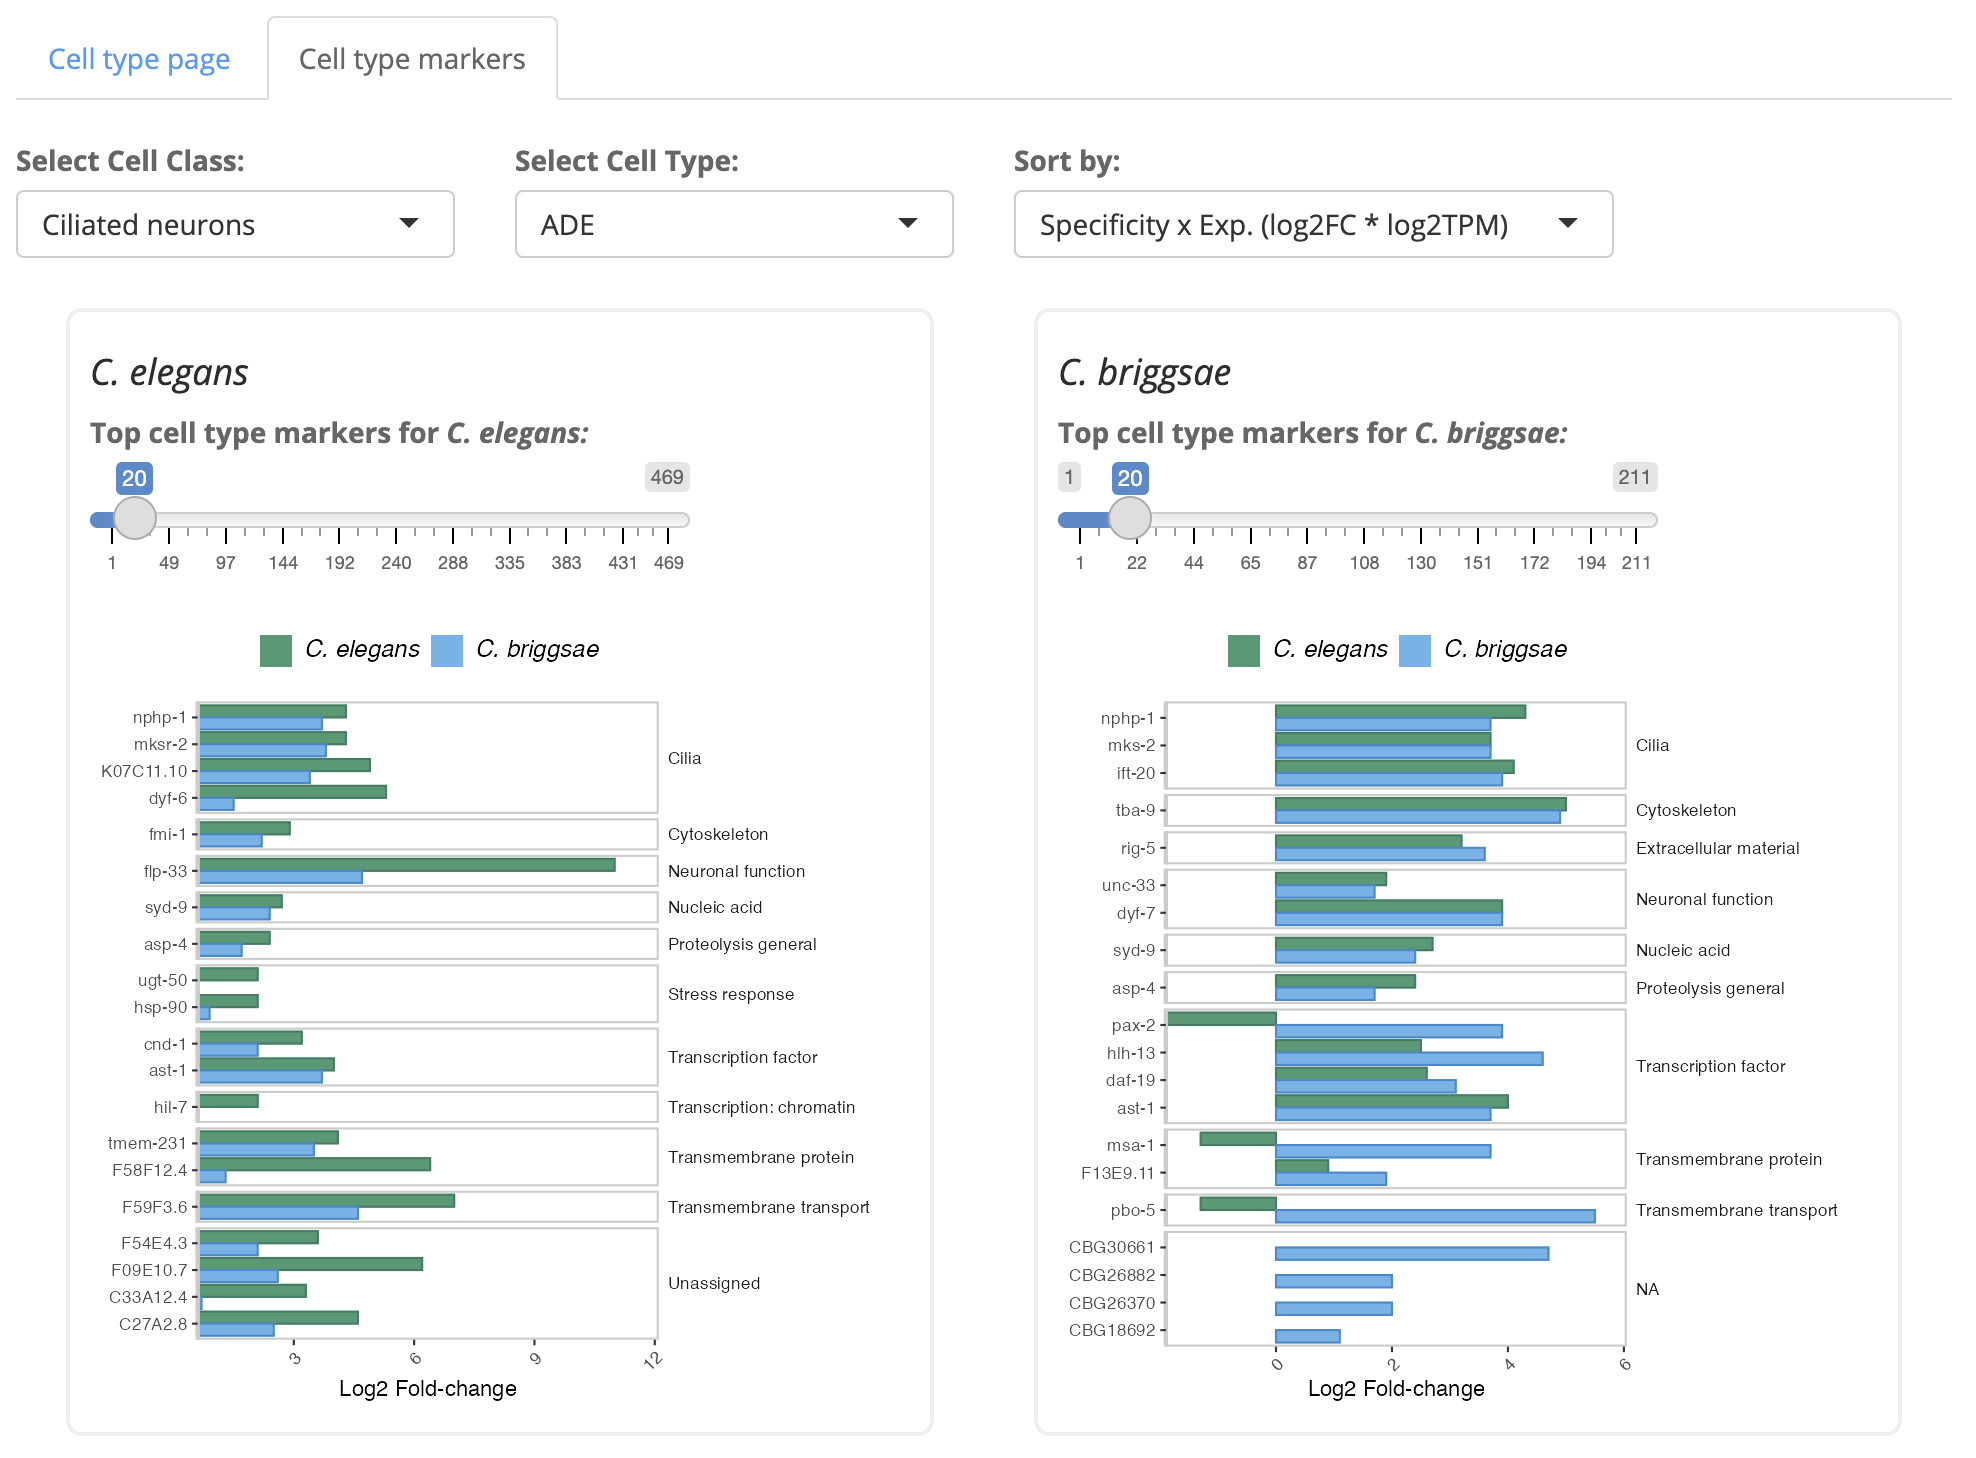 Cell type page
Cell type markers
Select Cell Class:
Select Cell Type:
Sort by:
Ciliated neurons
ADE
Specificity x Exp. (log2FC * log2TPM)
C. elegans
Top cell type markers for C. elegans:
20
469
1 49 97 144 192 240 288 335 383 431 469
C. elegans C. briggsae
nphp-1
mksr-2
K07C11.10
dyf-6
Cilia
fmi-1
Cytoskeleton
flp-33
Neuronal function
syd-9
Nucleic acid
asp-4
Proteolysis general
ugt-50
hsp-90
Stress response
cnd-1
ast-1
Transcription factor
hil-7
Transcription: chromatin
tmem-231
F58F12.4
Transmembrane protein
F59F3.6
Transmembrane transport
F54E4.3
F09E10.7
C33A12.4
C27A2.8
Unassigned
3 6 9 12
Log2 Fold-change
C. briggsae
Top cell type markers for C. briggsae:
1
20
211
1 22 44 65 87 108 130 151 172 194 211
C. elegans C. briggsae
nphp-1
mks-2
ift-20
Cilia
tba-9
Cytoskeleton
rig-5
Extracellular material
unc-33
dyf-7
Neuronal function
syd-9
Nucleic acid
asp-4
Proteolysis general
pax-2
hlh-13
daf-19
ast-1
Transcription factor
msa-1
F13E9.11
Transmembrane protein
pbo-5
Transmembrane transport
CBG30661
CBG26882
CBG26370
CBG18692
NA
0 2 4 6
Log2 Fold-change